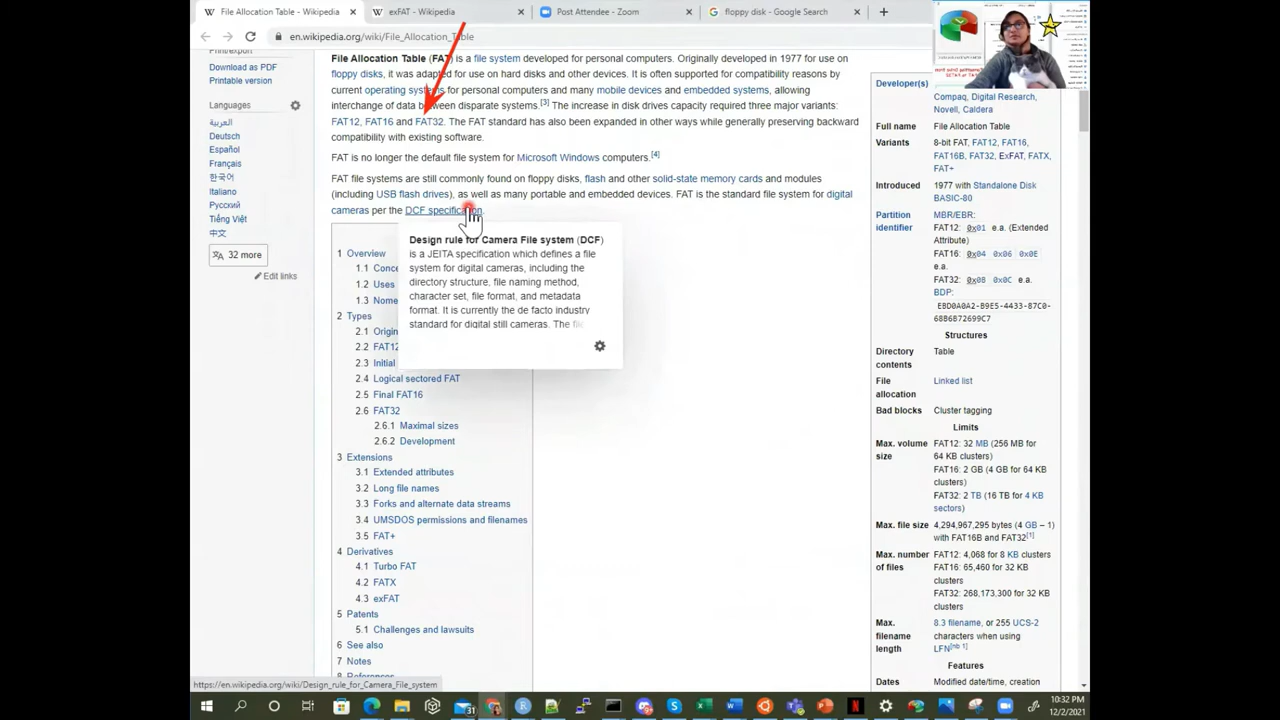 File Allocation Table - Wikipedia
exFAT - Wikipedia
Post Attendee - Zoom
floppy disk - Google Search
en.wikipedia.org
File_Allocation_Table
Download as PDF
Printable version
Languages
العربية
Deutsch
Español
Français
한국어
Italiano
Русский
Tiếng Việt
中文
32 more
Edit links
File Allocation Table (FAT) is a file system developed for personal computers. Originally developed in 1977 for use on
floppy disks, it was adapted for use on hard disks and other devices. It is often supported for compatibility reasons by
current operating systems for personal computers and many mobile devices and embedded systems, allowing
interchange of data between disparate systems.[3] The increase in disk drives capacity required three major variants:
FAT12, FAT16 and FAT32. The FAT standard has also been expanded in other ways while generally preserving backward
compatibility with existing software.
FAT is no longer the default file system for Microsoft Windows computers.[4]
FAT file systems are still commonly found on floppy disks, flash and other solid-state memory cards and modules
(including USB flash drives), as well as many portable and embedded devices. FAT is the standard file system for digital
cameras per the DCF specification.
Design rule for Camera File system (DCF)
is a JEITA specification which defines a file
system for digital cameras, including the
directory structure, file naming method,
character set, file format, and metadata
format. It is currently the de facto industry
standard for digital still cameras. The file
1 Overview
1.1 Conce
1.2 Uses
1.3 Nome
2 Types
2.1 Origin
2.2 FAT12
2.3 Initial
2.4 Logical sectored FAT
2.5 Final FAT16
2.6 FAT32
2.6.1 Maximal sizes
2.6.2 Development
3 Extensions
3.1 Extended attributes
3.2 Long file names
3.3 Forks and alternate data streams
3.4 UMSDOS permissions and filenames
3.5 FAT+
4 Derivatives
4.1 Turbo FAT
4.2 FATX
4.3 exFAT
5 Patents
5.1 Challenges and lawsuits
6 See also
7 Notes
8 References
Developer(s)
Compaq, Digital Research,
Novell, Caldera
Full name File Allocation Table
Variants 8-bit FAT, FAT12, FAT16,
FAT16B, FAT32, ExFAT, FATX,
FAT+
Introduced 1977 with Standalone Disk
BASIC-80
Partition identifier MBR/EBR:
FAT12: 0x01 e.a. (Extended
Attribute)
FAT16: 0x04 0x06 0x0E
e.a.
FAT32: 0x0B 0x0C e.a.
BDP:
EBD0A0A2-B9E5-4433-87C0-
68B6B72699C7
Structures
Directory contents Table
File allocation Linked list
Bad blocks Cluster tagging
Limits
Max. volume size FAT12: 32 MB (256 MB for
64 KB clusters)
FAT16: 2 GB (4 GB for 64 KB
clusters)
FAT32: 2 TB (16 TB for 4 KB
sectors)
Max. file size 4,294,967,295 bytes (4 GB – 1)
with FAT16B and FAT32[1]
Max. number of files FAT12: 4,068 for 8 KB clusters
FAT16: 65,460 for 32 KB
clusters
FAT32: 268,173,300 for 32 KB
clusters
Max. filename length 8.3 filename, or 255 UCS-2
characters when using
LFN[nb 1]
Features
Dates Modified date/time, creation
https://en.wikipedia.org/wiki/Design_rule_for_Camera_File_system
31
10:32 PM
12/2/2021